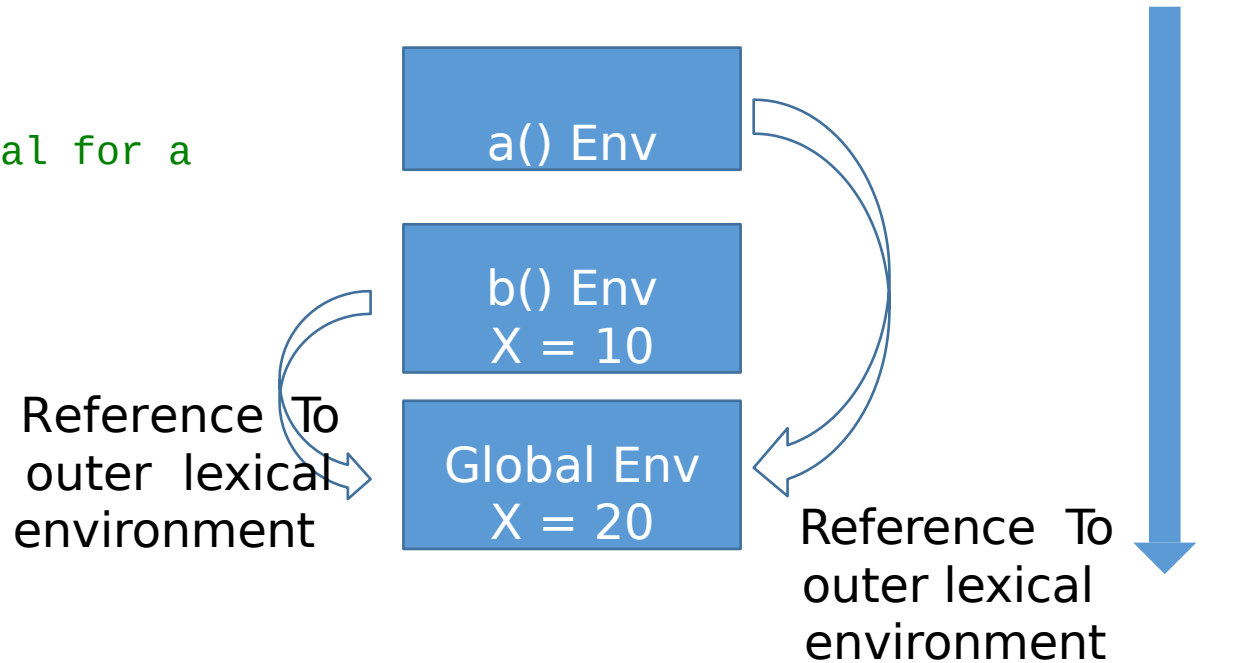 al for a
a() Env
b() Env
X = 10
Reference To
outer lexical
environment
Global Env
X = 20
Reference To
outer lexical
environment